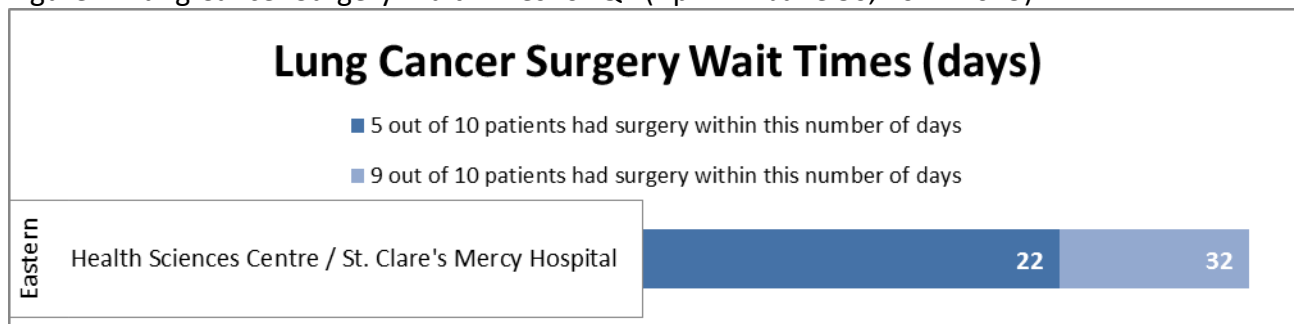 Lung Cancer Surgery Wait Times (days)
5 out of 10 patients had surgery within this number of days
9 out of 10 patients had surgery within this number of days
Eastern
Health Sciences Centre / St. Clare's Mercy Hospital
22
32